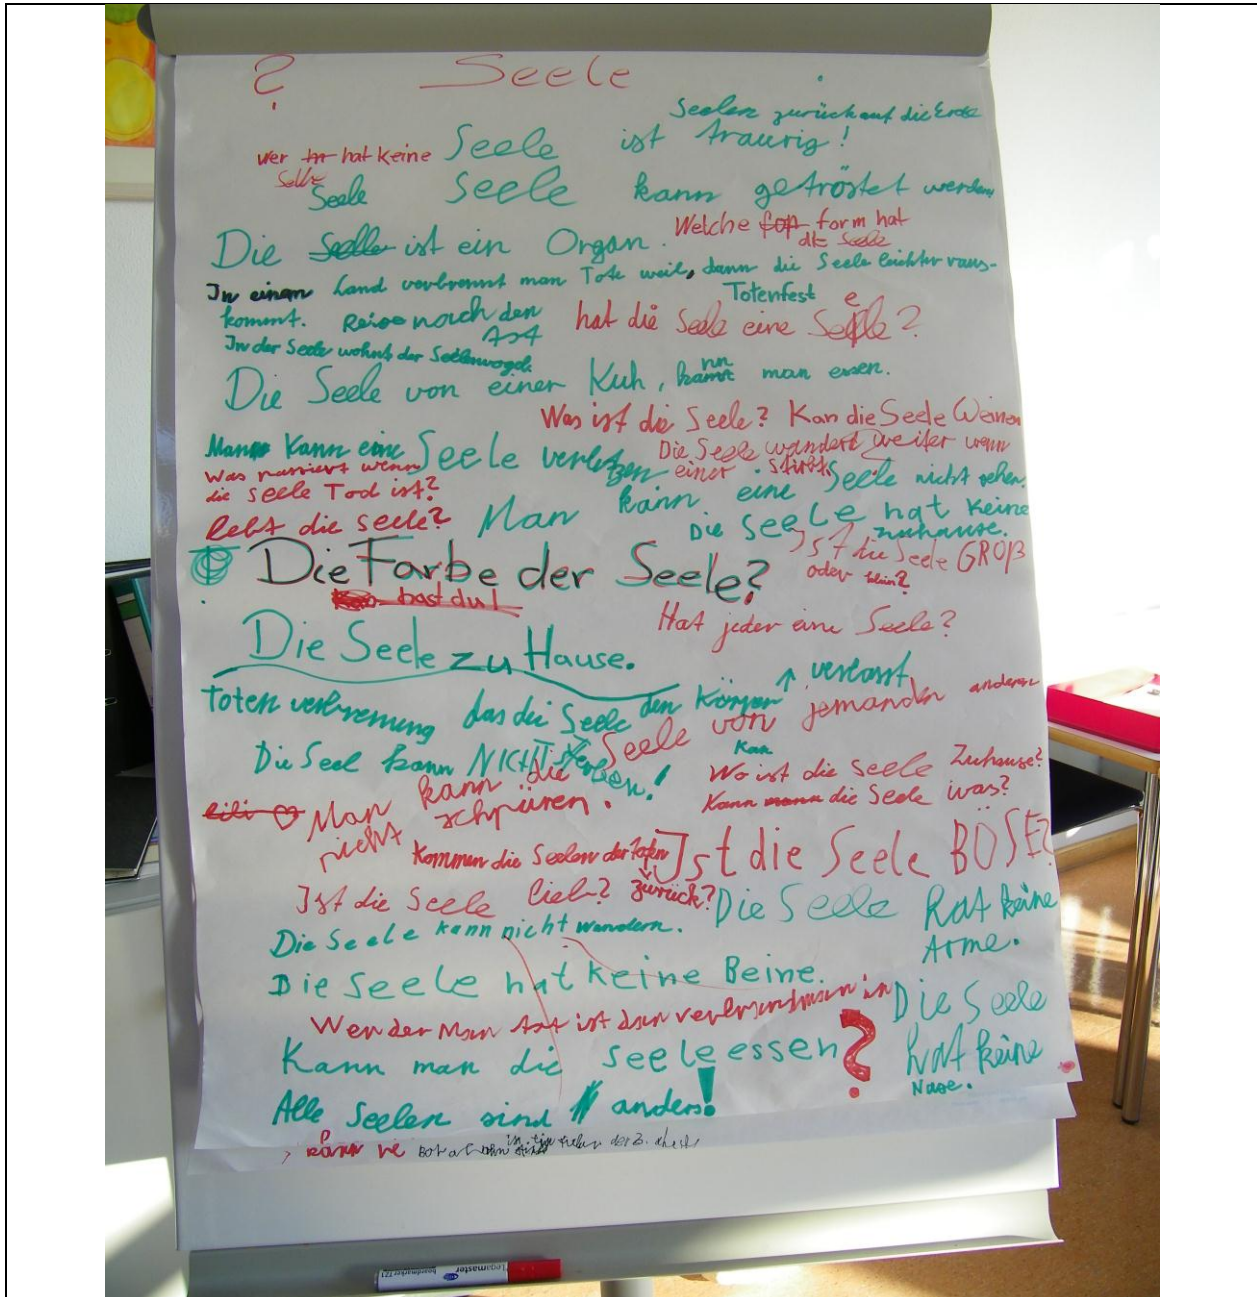 ? Seele
Seelen zurück auf die Erde
wer hat keine Seele ist traurig!
Seele Seele kann getröstet werden
Die Seelle ist ein Organ. Welche form hat
die Seele
In einem Land verbrennt man Tote weil, dann die Seele leichter raus-
kommt. Reise nach den Tot Totenfest hat die Seele eine Seele?
In der Seele wohnt der Seelenvogel.
Die Seele von einer Kuh, kann man essen.
Was ist die Seele? Kan die Seele Weinen
Man Kann eine Seele verletzen Die Seele wandert weiter wenn
einer stirbt.
Was passiert wenn
die Seele Tod ist?
lebt die seele? Man kann eine Seele nicht sehen.
Die Seele hat keine
zuhause.
Die Farbe der Seele? Ist die Seele GROß
oder klein?
hast du!
Hat jeder eine Seele?
Die Seele zu Hause.
Toten verbrennung das die Seele den Körper ↑ verlasst
Seele von jemanden anderen
Die Seel kann NICHT sterben!
Kan
Wo ist die Seele Zuhause?
Kann die Seele was?
lili ♡ Man kann die
nicht schpüren.
Kommen die Seelen der Toten
zurück?
Ist die Seele BÖSE?
Ist die Seele lieb?
Die Seele hat keine
Arme.
Die Seele kann nicht wandern.
Die Seele hat keine Beine.
Wen der Man tot ist dan in
Die Seele
hat keine
Nase.
Kann man die seele essen?
Alle Seelen sind anders!
kann